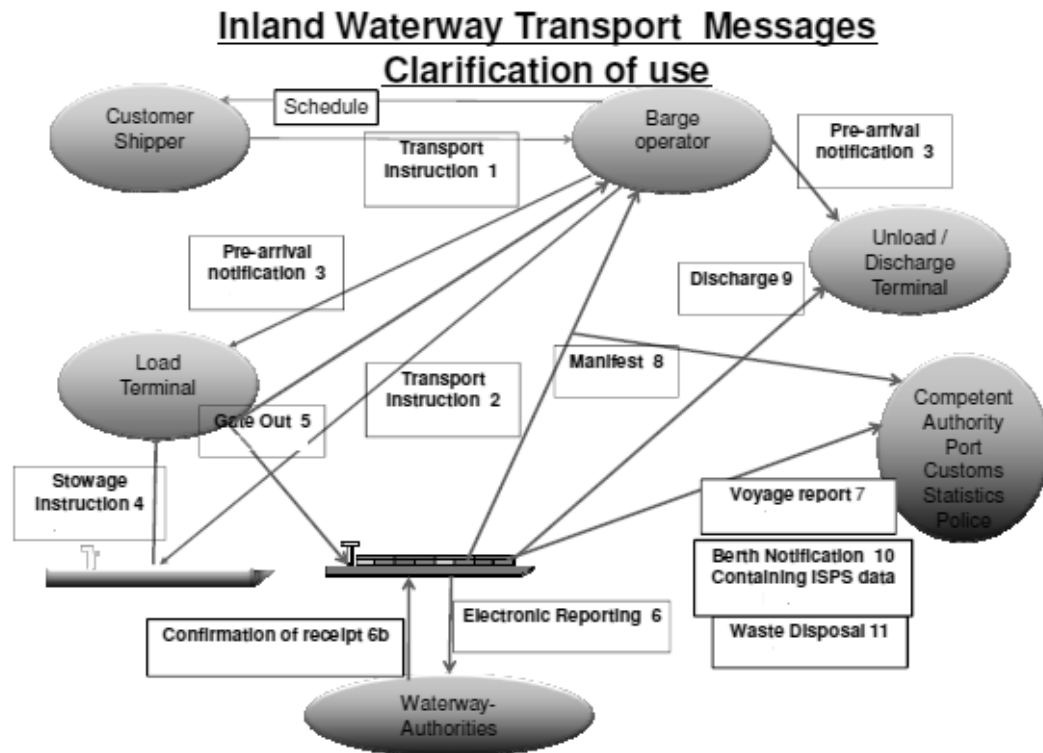 Inland Waterway Transport Messages
Clarification of use
Customer
Shipper
Schedule
Barge
operator
Transport
Instruction 1
Pre-arrival
notification 3
Unload /
Discharge
Terminal
Pre-arrival
notification 3
Discharge 9
Load
Terminal
Transport
Instruction 2
Manifest 8
Competent
Authority
Port
Customs
Statistics
Police
Gate Out 5
Stowage
Instruction 4
Voyage report 7
Berth Notification 10
Containing ISPS data
Waste Disposal 11
Electronic Reporting 6
Confirmation of receipt 6b
Waterway-
Authorities